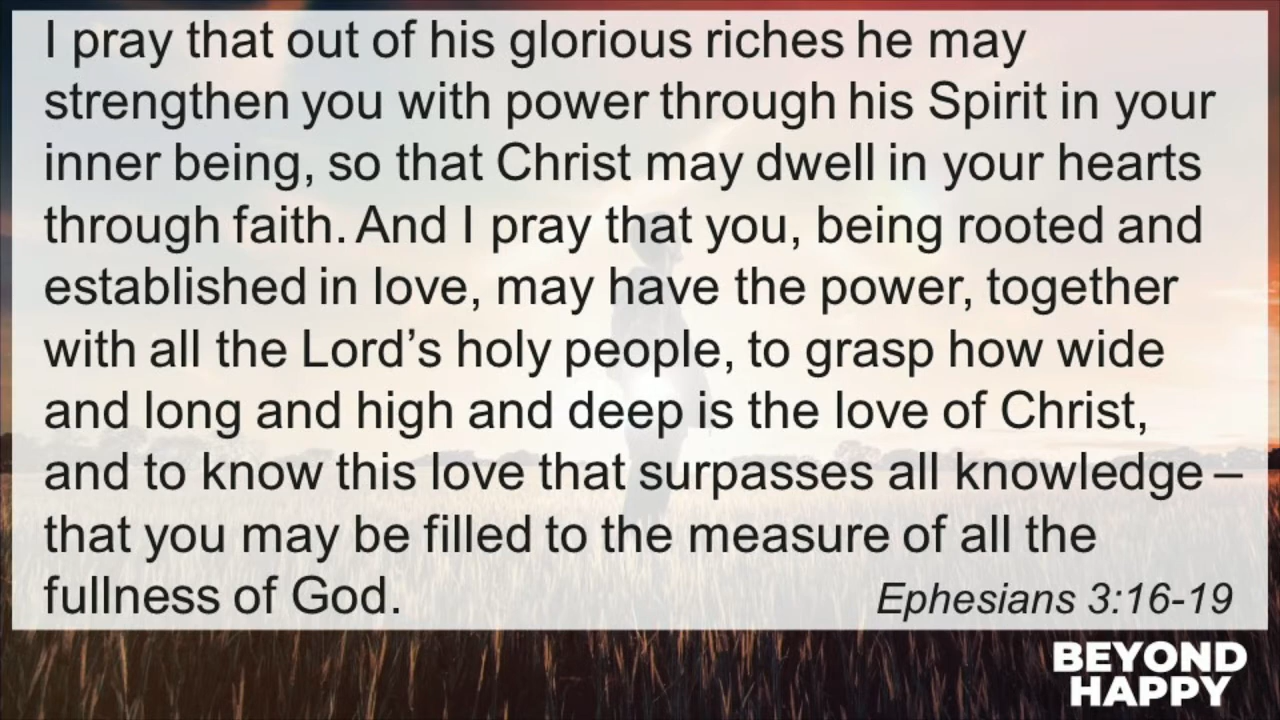 I pray that out of his glorious riches he may
strengthen you with power through his Spirit in your
inner being, so that Christ may dwell in your hearts
through faith. And I pray that you, being rooted and
established in love, may have the power, together
with all the Lord’s holy people, to grasp how wide
and long and high and deep is the love of Christ,
and to know this love that surpasses all knowledge –
that you may be filled to the measure of all the
fullness of God.
Ephesians 3:16-19
BEYOND
HAPPY